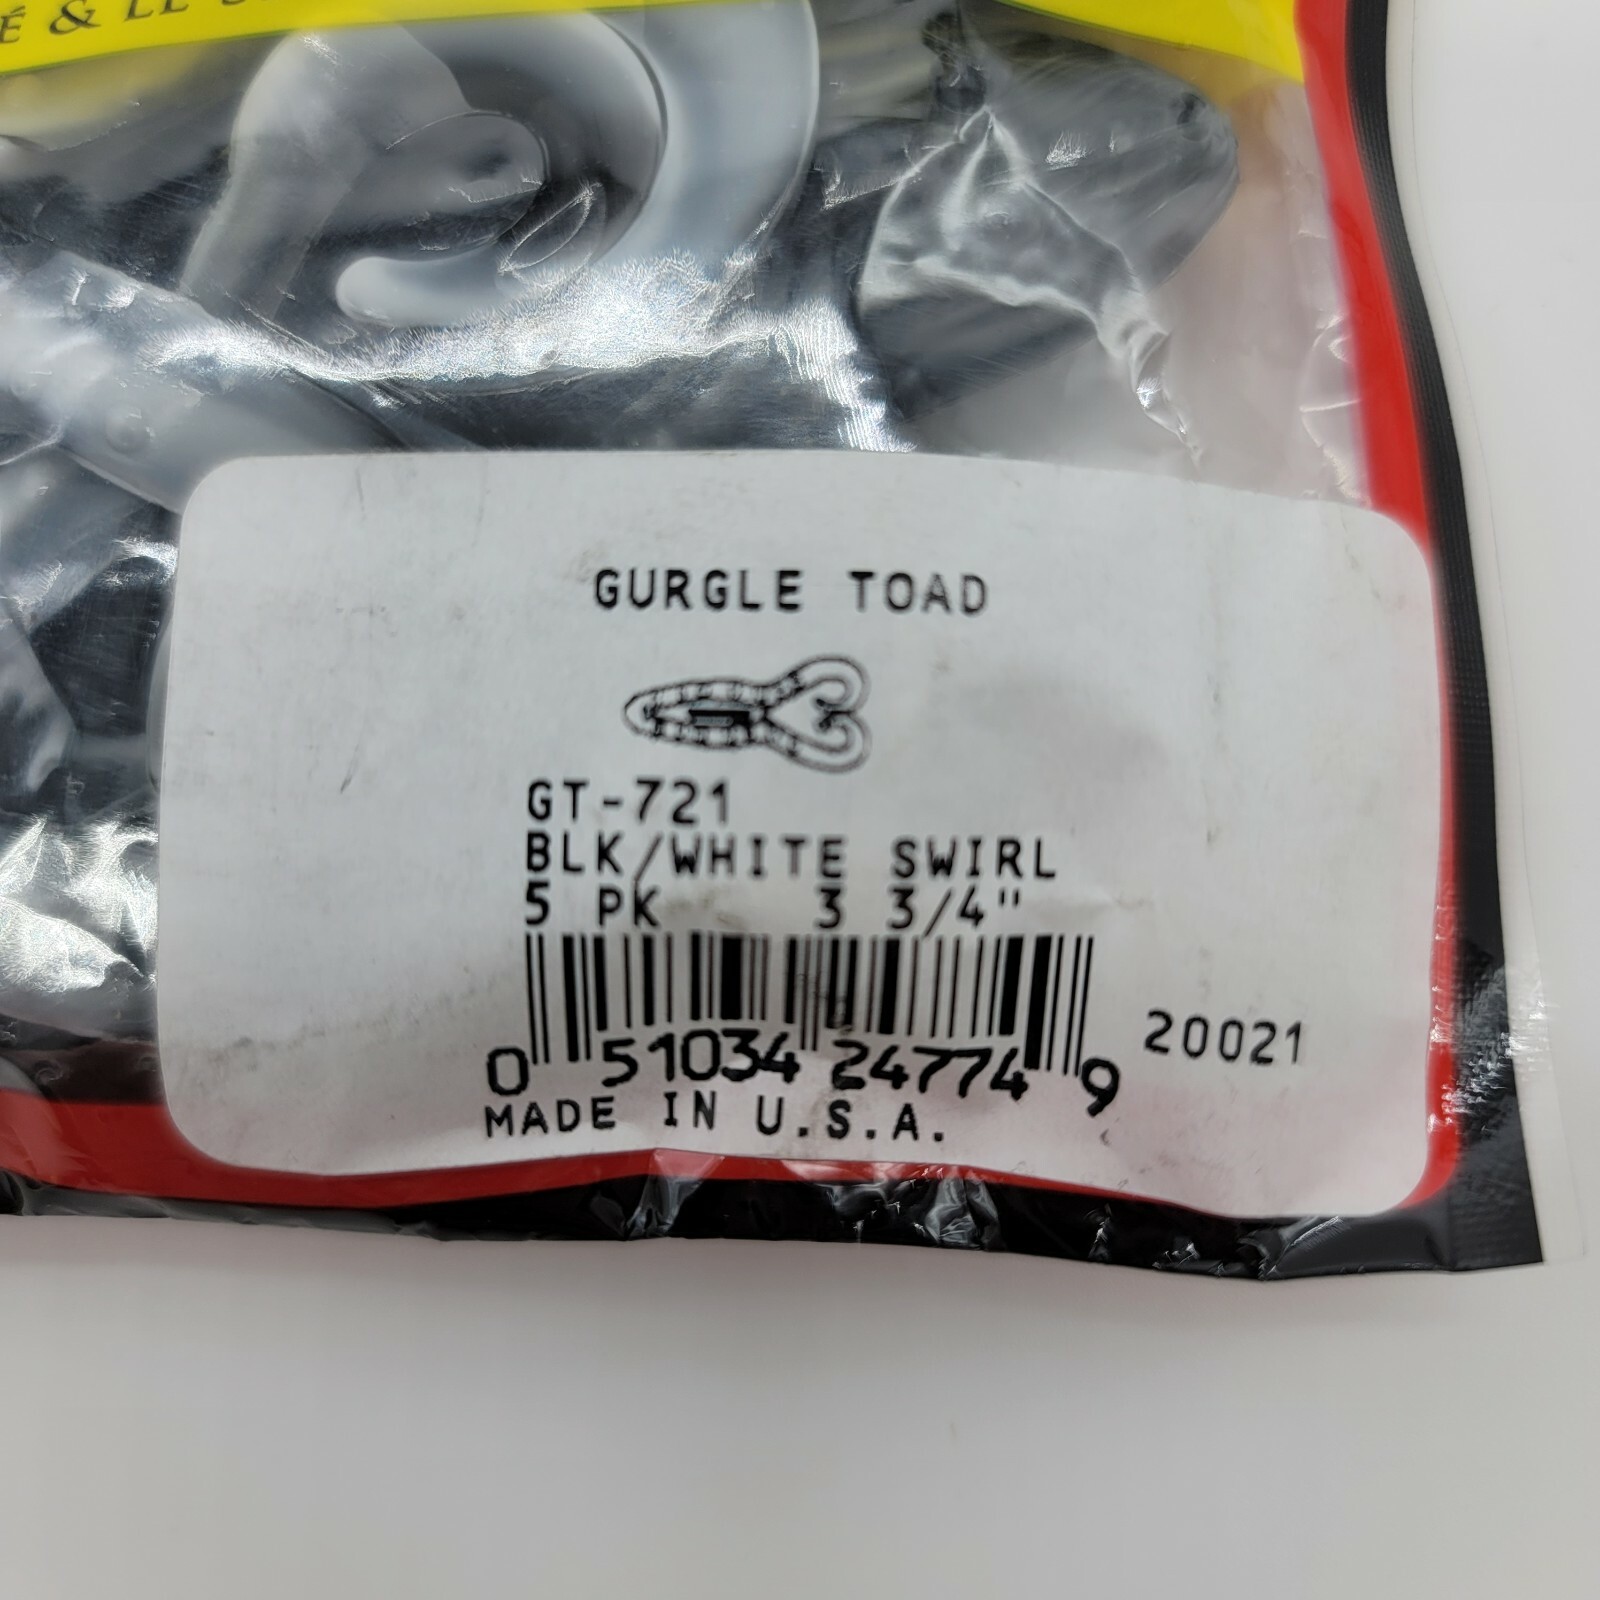 É & LE
GURGLE TOAD
GT-721
BLK/WHITE SWIRL
5 PK 3 3/4"
0 51034 24774 9
20021
MADE IN U.S.A.